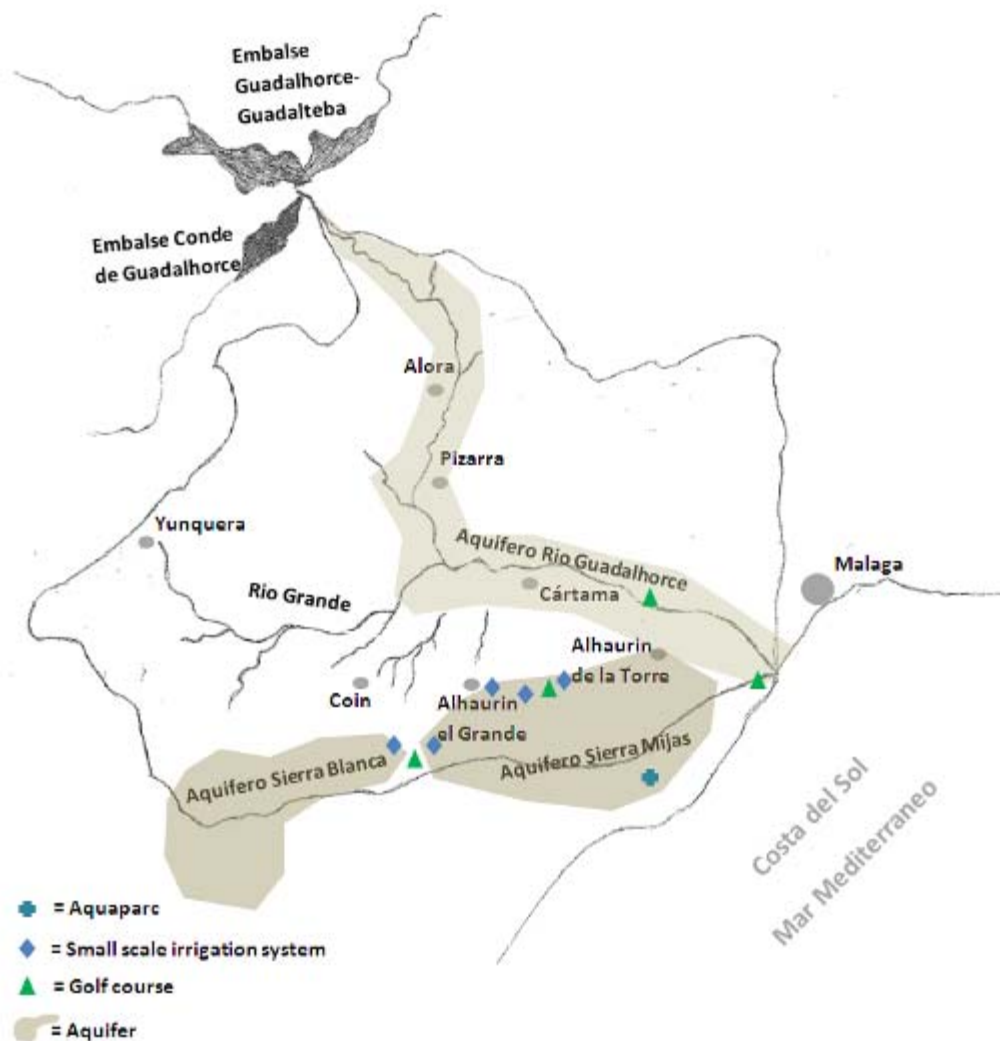 Embalse
Guadalhorce-
Guadalteba
Embalse Conde
de Guadalhorce
Alora
Pizarra
Yunquera
Aquifero Rio Guadalhorce
Malaga
Rio Grande
Cártama
Alhaurin
de la Torre
Coin
Alhaurin
el Grande
Aquifero Sierra Mijas
Aquifero Sierra Blanca
Costa del Sol
Mar Mediterraneo
= Aquaparc
= Small scale irrigation system
= Golf course
= Aquifer